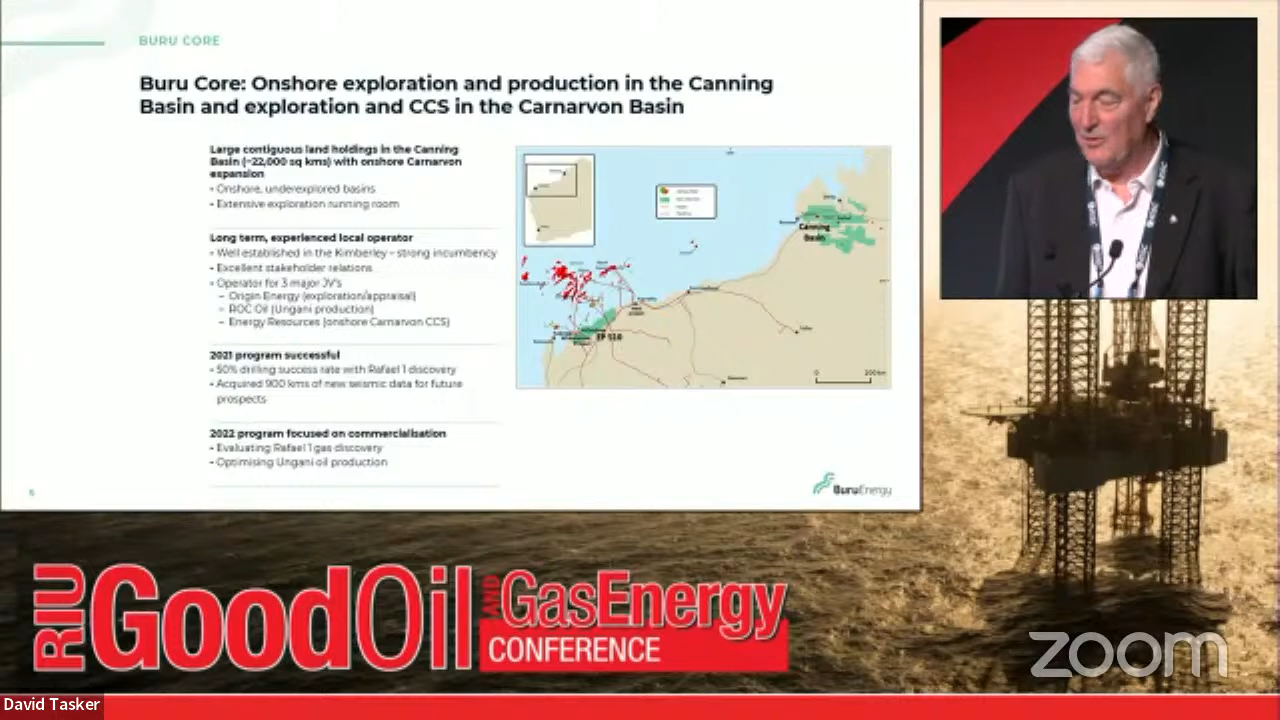 BURU CORE
Buru Core: Onshore exploration and production in the Canning
Basin and exploration and CCS in the Carnarvon Basin
Large contiguous land holdings in the Canning
Basin (~22,000 sq kms) with onshore Carnarvon
expansion
• Onshore, underexplored basins
• Extensive exploration running room
Long term, experienced local operator
• Well established in the Kimberley – strong incumbency
• Excellent stakeholder relations
• Operator for 3 major JV's
– Origin Energy (exploration/appraisal)
– ROC Oil (Ungani production)
– Energy Resources (onshore Carnarvon CCS)
2021 program successful
• 50% drilling success rate with Rafael 1 discovery
• Acquired 900 kms of new seismic data for future
prospects
2022 program focused on commercialisation
• Evaluating Rafael 1 gas discovery
• Optimising Ungani oil production
Canning
Basin
EP 510
0 200km
BuruEnergy
RIU GoodOil AND GasEnergy
CONFERENCE
zoom
David Tasker